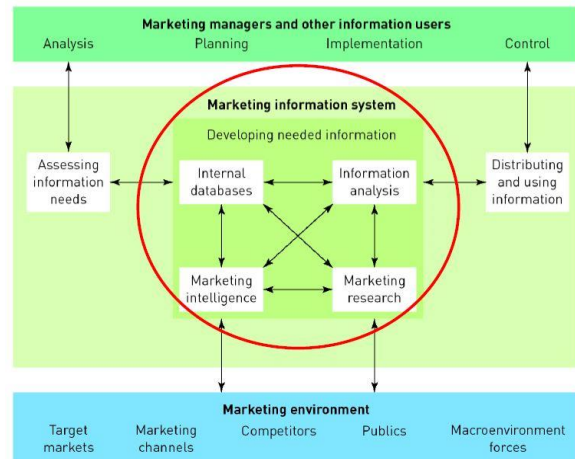 Marketing managers and other information users
Analysis Planning Implementation Control
Marketing information system
Developing needed information
Assessing
information
needs
Internal
databases
Information
analysis
Distributing
and using
information
Marketing
intelligence
Marketing
research
Marketing environment
Target
markets
Marketing
channels
Competitors
Publics
Macroenvironment
forces